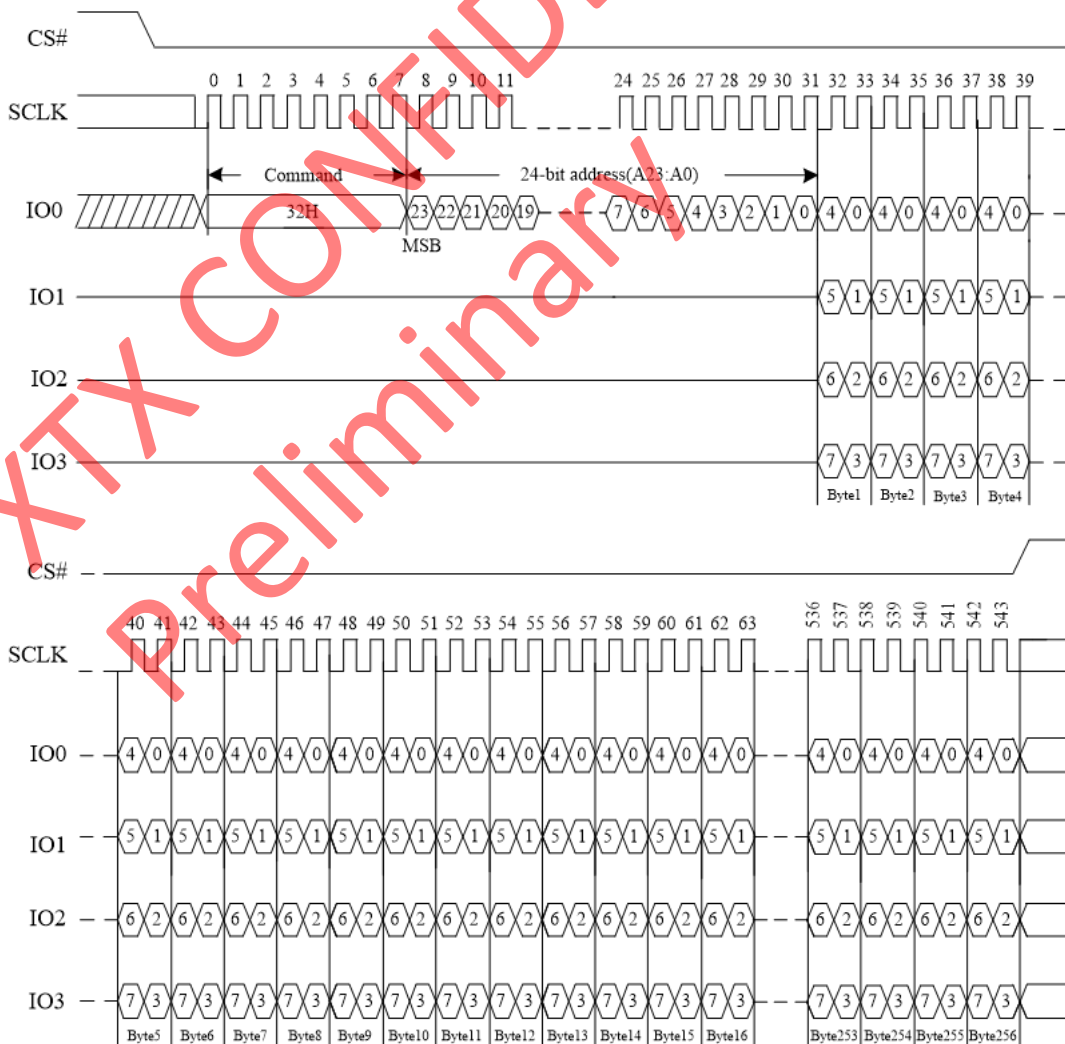 CS#
0 1 2 3 4 5 6 7 8 9 10 11 24 25 26 27 28 29 30 31 32 33 34 35 36 37 38 39
SCLK
Command 24-bit address(A23:A0)
IO0 32H 23 22 21 20 19 7 6 5 4 3 2 1 0 4 0 4 0 4 0 4 0
MSB
IO1 5 1 5 1 5 1 5 1
IO2 6 2 6 2 6 2 6 2
IO3 7 3 7 3 7 3 7 3
Byte1 Byte2 Byte3 Byte4
XTX CONFID
Preliminary
CS#
40 41 42 43 44 45 46 47 48 49 50 51 52 53 54 55 56 57 58 59 60 61 62 63 536 537 538 539 540 541 542 543
SCLK
IO0 4 0 4 0 4 0 4 0 4 0 4 0 4 0 4 0 4 0 4 0 4 0 4 0 4 0 4 0 4 0 4 0
IO1 5 1 5 1 5 1 5 1 5 1 5 1 5 1 5 1 5 1 5 1 5 1 5 1 5 1 5 1 5 1 5 1
IO2 6 2 6 2 6 2 6 2 6 2 6 2 6 2 6 2 6 2 6 2 6 2 6 2 6 2 6 2 6 2 6 2
IO3 7 3 7 3 7 3 7 3 7 3 7 3 7 3 7 3 7 3 7 3 7 3 7 3 7 3 7 3 7 3 7 3
Byte5 Byte6 Byte7 Byte8 Byte9 Byte10 Byte11 Byte12 Byte13 Byte14 Byte15 Byte16 Byte253 Byte254 Byte255 Byte256